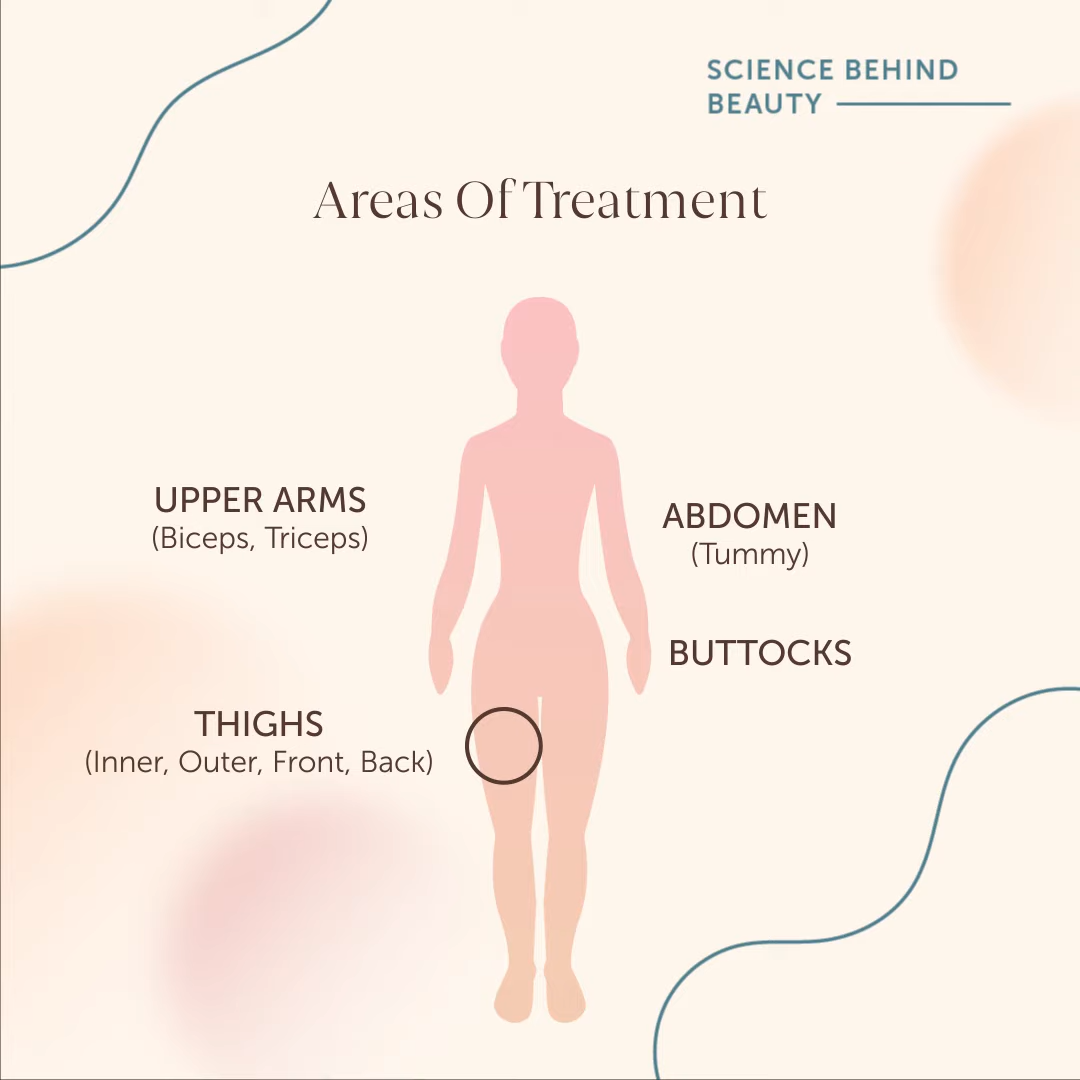 SCIENCE BEHIND
BEAUTY
Areas Of Treatment
UPPER ARMS
(Biceps, Triceps)
ABDOMEN
(Tummy)
BUTTOCKS
THIGHS
(Inner, Outer, Front, Back)